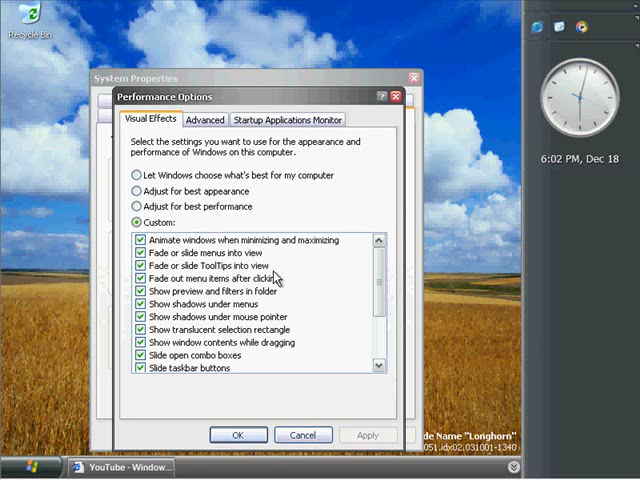 Recycle Bin
System Properties
Performance Options
Visual Effects
Advanced
Startup Applications Monitor
Select the settings you want to use for the appearance and
performance of Windows on this computer.
Let Windows choose what's best for my computer
Adjust for best appearance
Adjust for best performance
Custom:
Animate windows when minimizing and maximizing
Fade or slide menus into view
Fade or slide ToolTips into view
Fade out menu items after clicking
Show preview and filters in folder
Show shadows under menus
Show shadows under mouse pointer
Show translucent selection rectangle
Show window contents while dragging
Slide open combo boxes
Slide taskbar buttons
OK
Cancel
Apply
6:02 PM, Dec 18
de Name "Longhorn"
051.idx02.031001-1340
YouTube - Window...